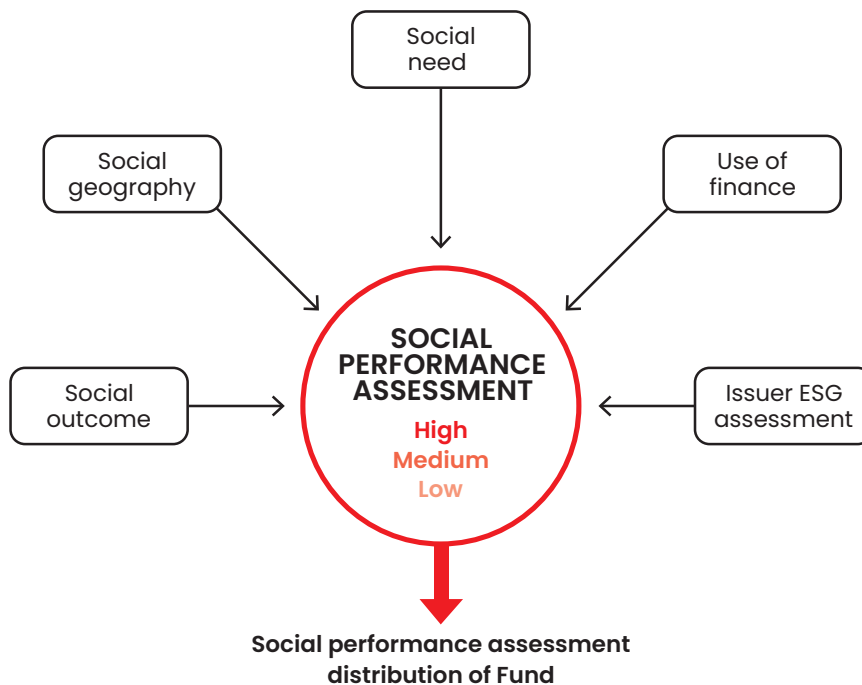 Social
need
Social
geography
Use of
finance
Social
outcome
SOCIAL
PERFORMANCE
ASSESSMENT
High
Medium
Low
Issuer ESG
assessment
Social performance assessment
distribution of Fund